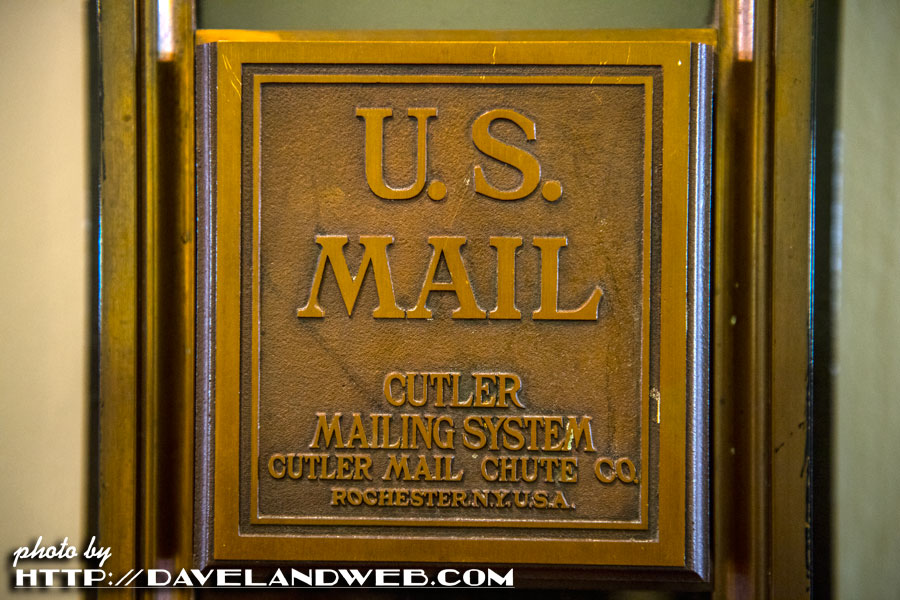 U.S.
MAIL
CUTLER
MAILING SYSTEM
CUTLER MAIL CHUTE CO.
ROCHESTER.N.Y.U.S.A.
photo by
HTTP://DAVELANDWEB.COM